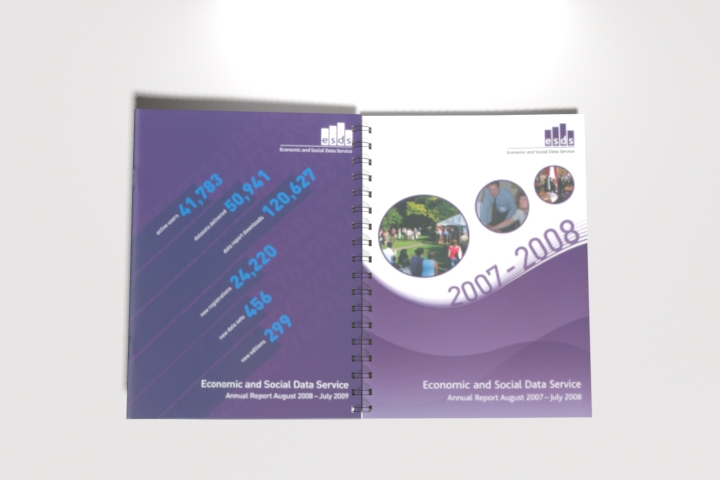 esds
Economic and Social Data Service
active users 41,783
datasets delivered 50,941
data report downloads 120,627
new registrations 24,220
new data sets 456
new editions 299
Economic and Social Data Service
Annual Report August 2008 – July 2009
esds
Economic and Social Data Service
2007-2008
Economic and Social Data Service
Annual Report August 2007 – July 2008